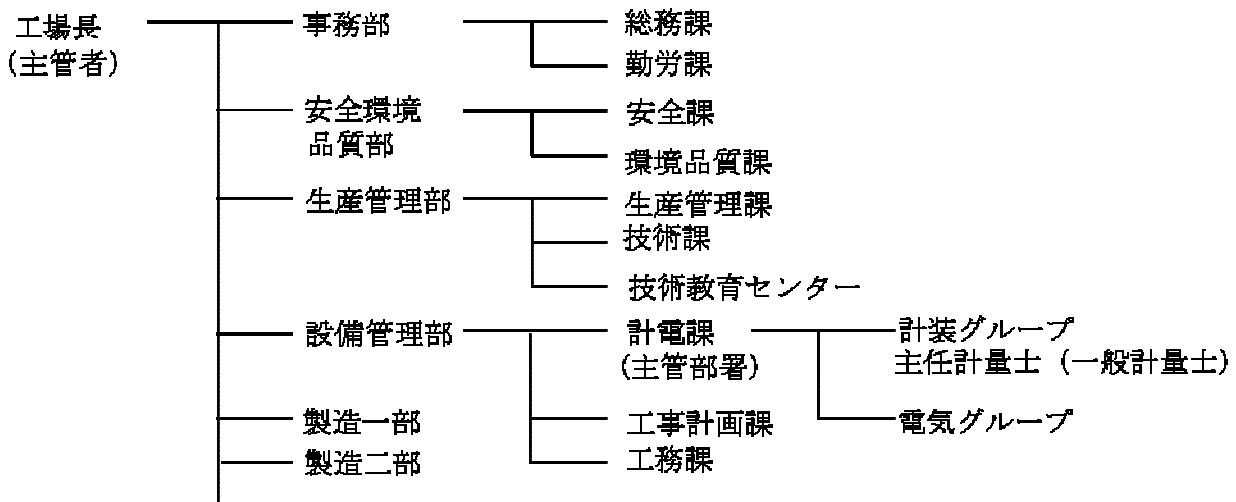 工場長
(主管者)
事務部
総務課
勤労課
安全環境
品質部
安全課
環境品質課
生産管理部
生産管理課
技術課
技術教育センター
設備管理部
計電課
(主管部署)
計装グループ
主任計量士 (一般計量士)
電気グループ
工事計画課
工務課
製造一部
製造二部